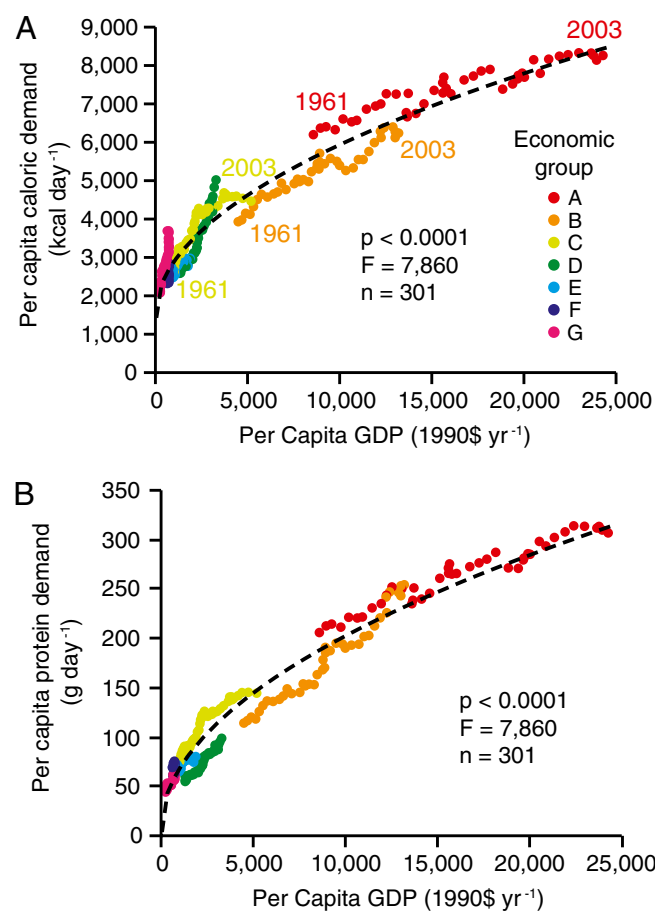 A
9,000
8,000
7,000
6,000
5,000
4,000
3,000
2,000
1,000
0
Per capita caloric demand
(kcal day⁻¹)
2003
1961
2003
2003
1961
1961
Economic
group
A
B
C
D
E
F
G
p < 0.0001
F = 7,860
n = 301
0
5,000
10,000
15,000
20,000
25,000
Per Capita GDP (1990$ yr⁻¹)
B
350
300
250
200
150
100
50
0
Per capita protein demand
(g day⁻¹)
p < 0.0001
F = 7,860
n = 301
0
5,000
10,000
15,000
20,000
25,000
Per Capita GDP (1990$ yr⁻¹)